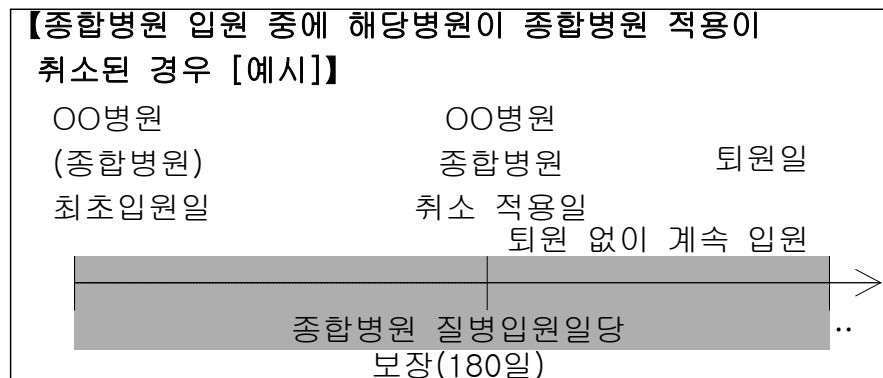 【종합병원 입원 중에 해당병원이 종합병원 적용이
취소된 경우 [예시]】
OO병원 OO병원
(종합병원) 종합병원 퇴원일
최초입원일 취소 적용일
퇴원 없이 계속 입원
종합병원 질병입원일당 ··
보장(180일)